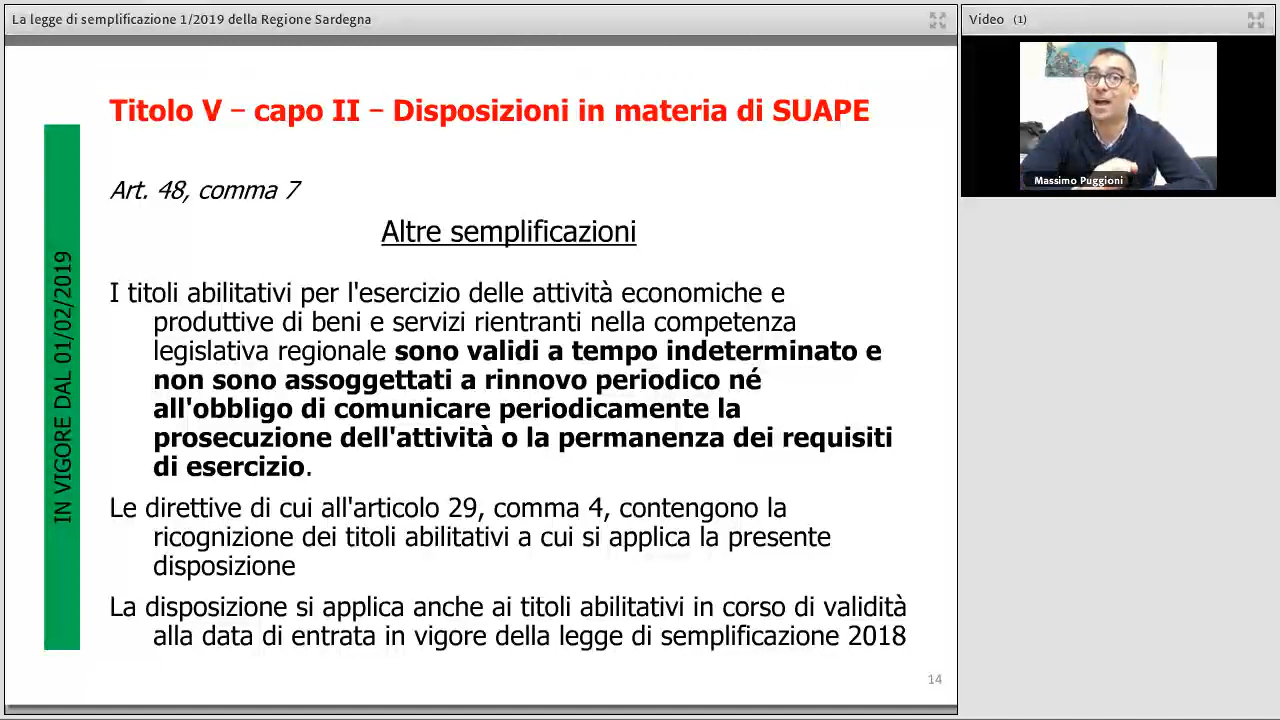 La legge di semplificazione 1/2019 della Regione Sardegna
Video (1)
Massimo Puggioni
Titolo V – capo II – Disposizioni in materia di SUAPE
IN VIGORE DAL 01/02/2019
Art. 48, comma 7
Altre semplificazioni
I titoli abilitativi per l'esercizio delle attività economiche e
produttive di beni e servizi rientranti nella competenza
legislativa regionale sono validi a tempo indeterminato e
non sono assoggettati a rinnovo periodico né
all'obbligo di comunicare periodicamente la
prosecuzione dell'attività o la permanenza dei requisiti
di esercizio.
Le direttive di cui all'articolo 29, comma 4, contengono la
ricognizione dei titoli abilitativi a cui si applica la presente
disposizione
La disposizione si applica anche ai titoli abilitativi in corso di validità
alla data di entrata in vigore della legge di semplificazione 2018
14